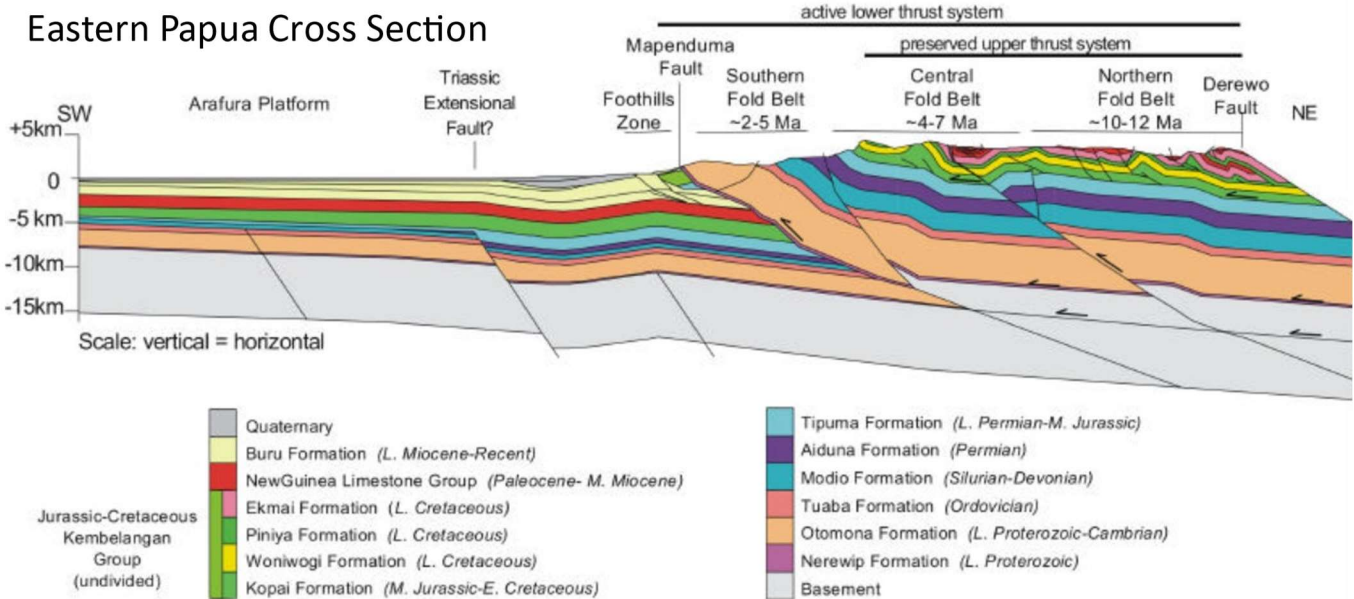 Eastern Papua Cross Section
active lower thrust system
preserved upper thrust system
Mapenduma
Fault
Triassic
Extensional
Fault?
Arafura Platform
Foothills
Zone
Southern
Fold Belt
~2-5 Ma
Central
Fold Belt
~4-7 Ma
Northern
Fold Belt
~10-12 Ma
Derewo
Fault
SW
NE
+5km
0
-5 km
-10km
-15km
Scale: vertical = horizontal
Quaternary
Buru Formation (L. Miocene-Recent)
NewGuinea Limestone Group (Paleocene- M. Miocene)
Jurassic-Cretaceous
Kembelangan
Group
(undivided)
Ekmai Formation (L. Cretaceous)
Piniya Formation (L. Cretaceous)
Woniwogi Formation (L. Cretaceous)
Kopai Formation (M. Jurassic-E. Cretaceous)
Tipuma Formation (L. Permian-M. Jurassic)
Aiduna Formation (Permian)
Modio Formation (Silurian-Devonian)
Tuaba Formation (Ordovician)
Otomona Formation (L. Proterozoic-Cambrian)
Nerewip Formation (L. Proterozoic)
Basement